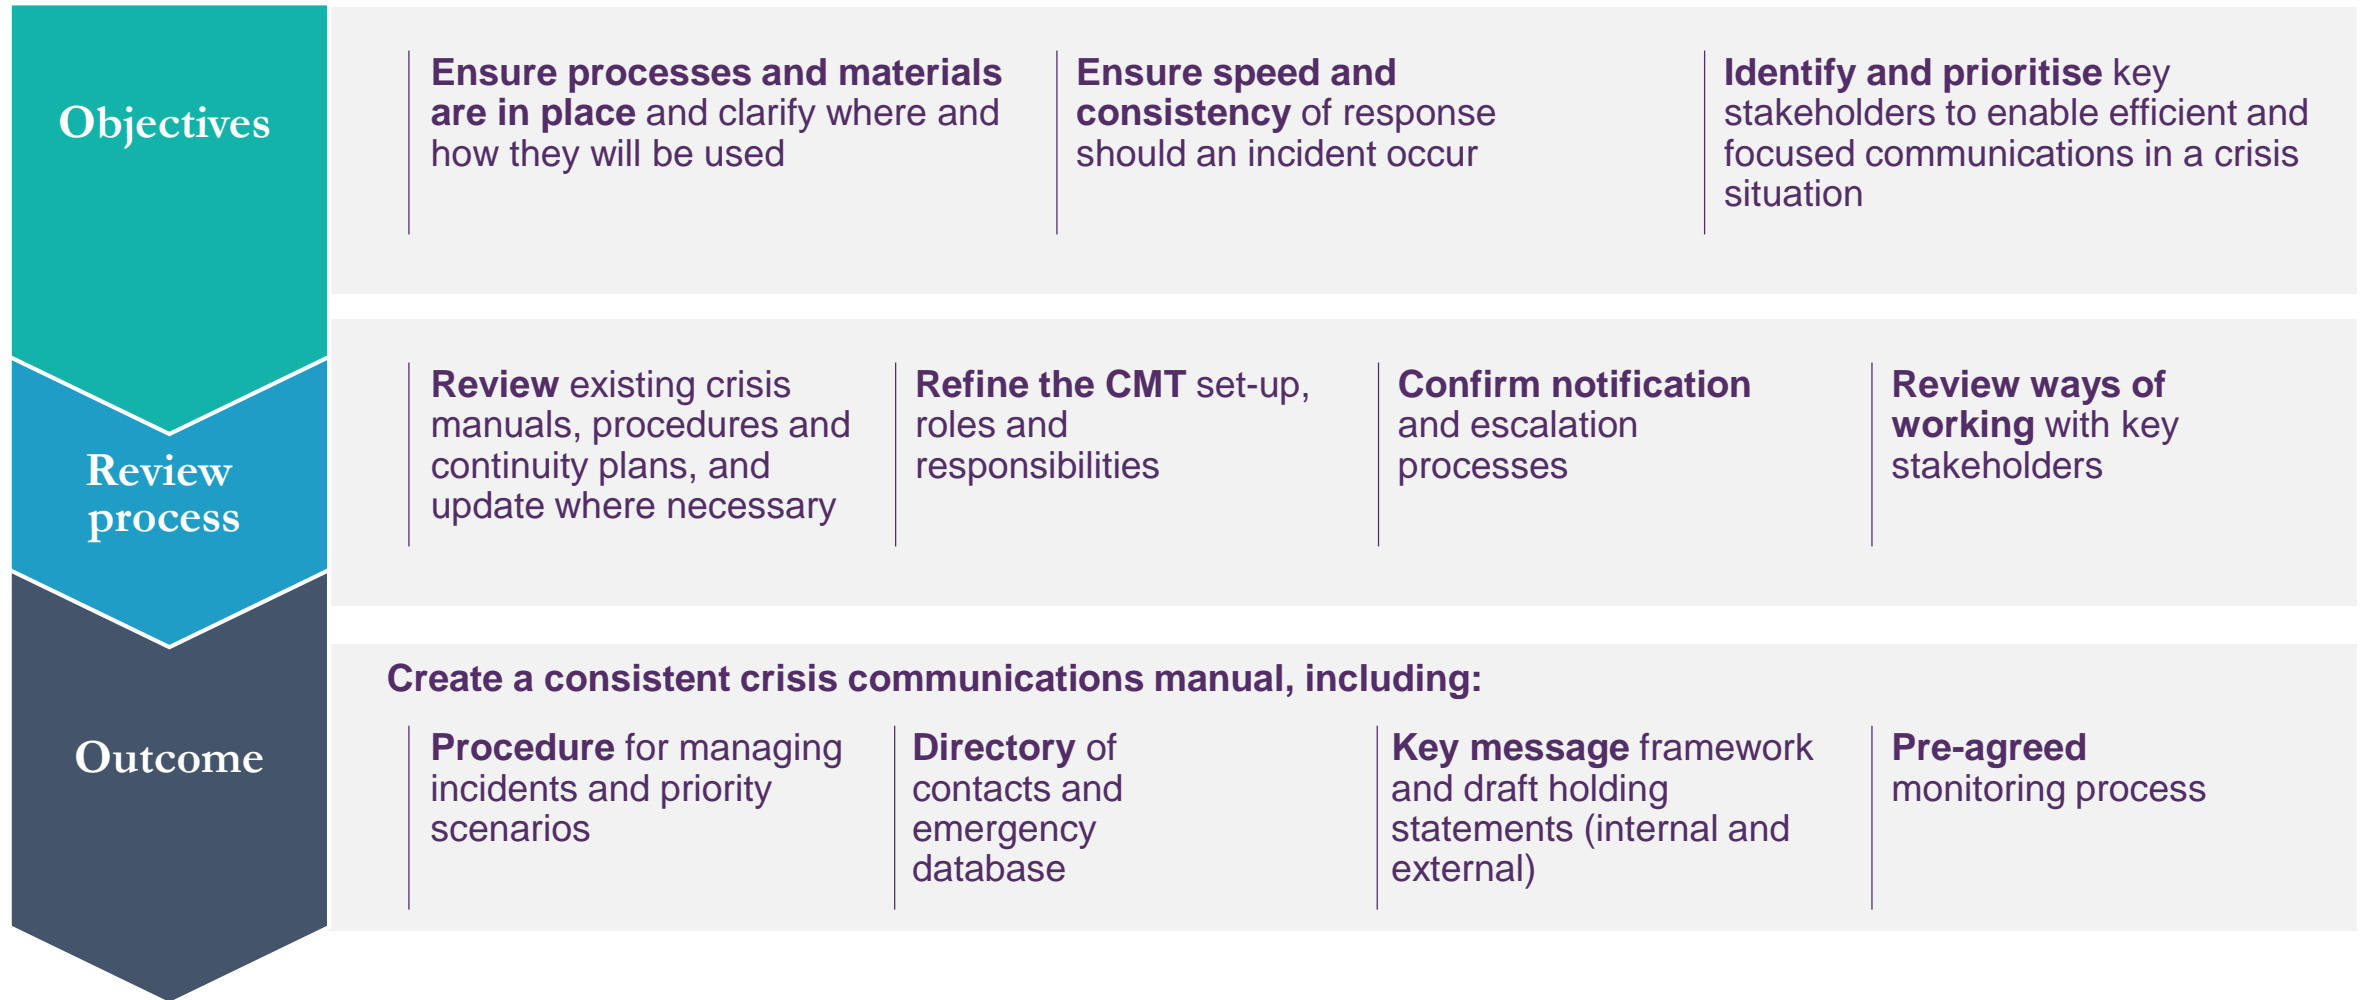 Objectives
Ensure processes and materials
are in place and clarify where and
how they will be used
Ensure speed and
consistency of response
should an incident occur
Identify and prioritise key
stakeholders to enable efficient and
focused communications in a crisis
situation
Review
process
Review existing crisis
manuals, procedures and
continuity plans, and
update where necessary
Refine the CMT set-up,
roles and
responsibilities
Confirm notification
and escalation
processes
Review ways of
working with key
stakeholders
Outcome
Create a consistent crisis communications manual, including:
Procedure for managing
incidents and priority
scenarios
Directory of
contacts and
emergency
database
Key message framework
and draft holding
statements (internal and
external)
Pre-agreed
monitoring process